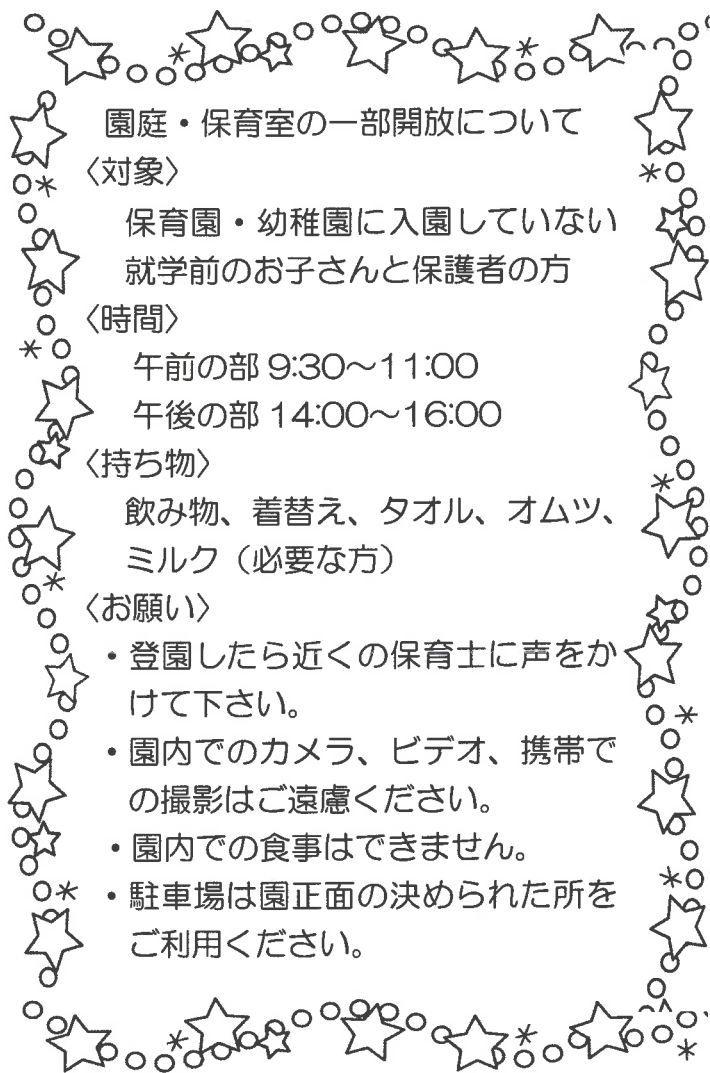 園庭・保育室の一部開放について
〈対象〉
保育園・幼稚園に入園していない
就学前のお子さんと保護者の方
〈時間〉
午前の部 9:30～11:00
午後の部 14:00～16:00
〈持ち物〉
飲み物、着替え、タオル、オムツ、
ミルク（必要な方）
〈お願い〉
・登園したら近くの保育士に声をか
けて下さい。
・園内でのカメラ、ビデオ、携帯で
の撮影はご遠慮ください。
・園内での食事はできません。
・駐車場は園正面の決められた所を
ご利用ください。